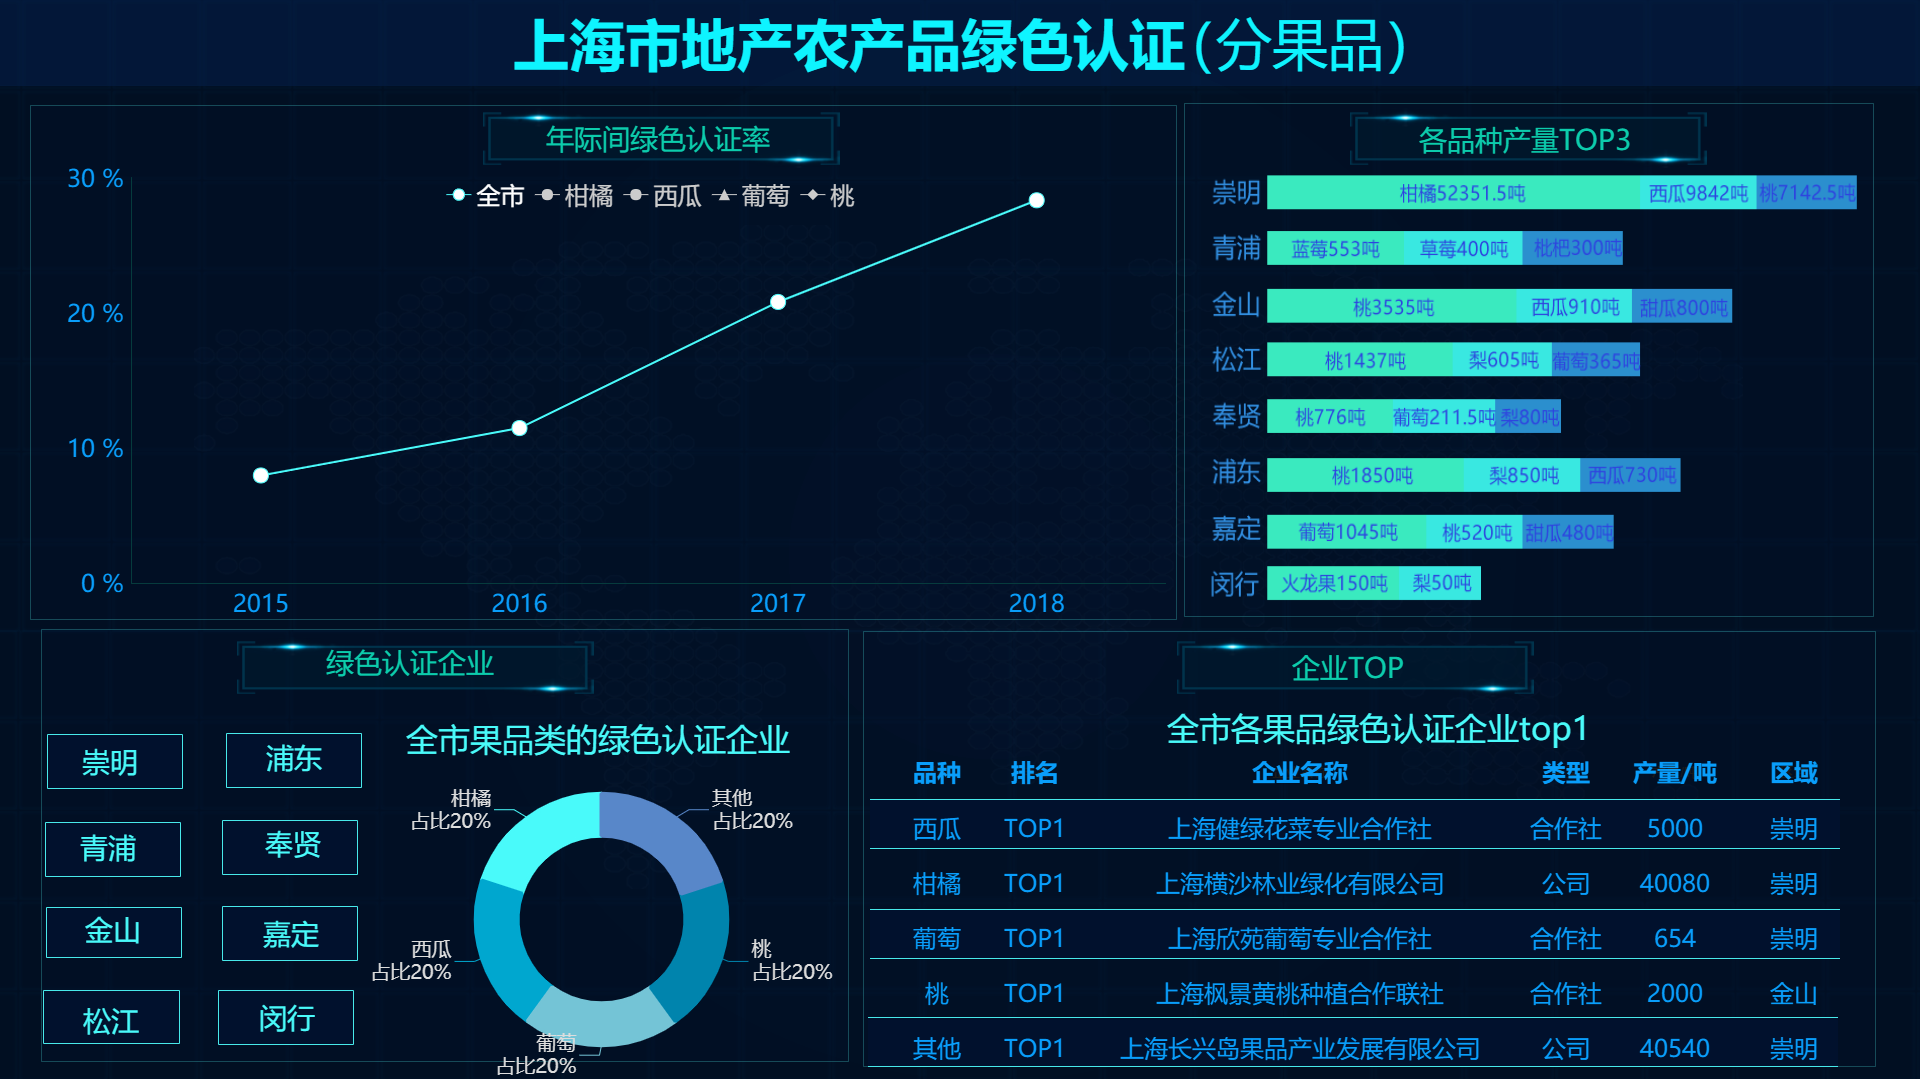 上海市地产农产品绿色认证(分果品)
年际间绿色认证率
全市 柑橘 西瓜 葡萄 桃
30 %
20 %
10 %
0 %
2015 2016 2017 2018
各品种产量TOP3
崇明 柑橘52351.5吨 西瓜9842吨 桃7142.5吨
青浦 蓝莓553吨 草莓400吨 枇杷300吨
金山 桃3535吨 西瓜910吨 甜瓜800吨
松江 桃1437吨 梨605吨 葡萄365吨
奉贤 桃776吨 葡萄211.5吨 梨80吨
浦东 桃1850吨 梨850吨 西瓜730吨
嘉定 葡萄1045吨 桃520吨 甜瓜480吨
闵行 火龙果150吨 梨50吨
绿色认证企业
崇明 浦东
青浦 奉贤
金山 嘉定
松江 闵行
全市果品类的绿色认证企业
柑橘
占比20%
其他
占比20%
西瓜
占比20%
桃
占比20%
葡萄
占比20%
企业TOP
全市各果品绿色认证企业top1
品种 排名 企业名称 类型 产量/吨 区域
西瓜 TOP1 上海健绿花菜专业合作社 合作社 5000 崇明
柑橘 TOP1 上海横沙林业绿化有限公司 公司 40080 崇明
葡萄 TOP1 上海欣苑葡萄专业合作社 合作社 654 崇明
桃 TOP1 上海枫景黄桃种植合作联社 合作社 2000 金山
其他 TOP1 上海长兴岛果品产业发展有限公司 公司 40540 崇明